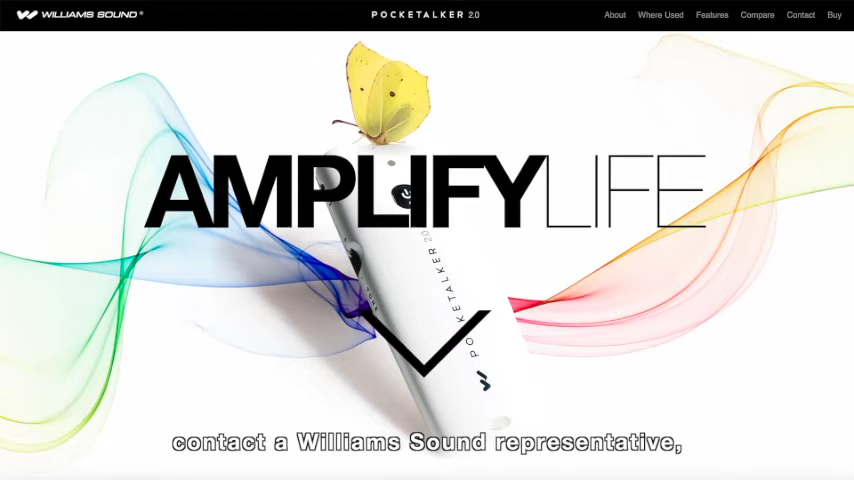 WILLIAMS SOUND®
POCKETALKER 2.0
About Where Used Features Compare Contact Buy
AMPLIFYLIFE
POCKETALKER 2.0
contact a Williams Sound representative,